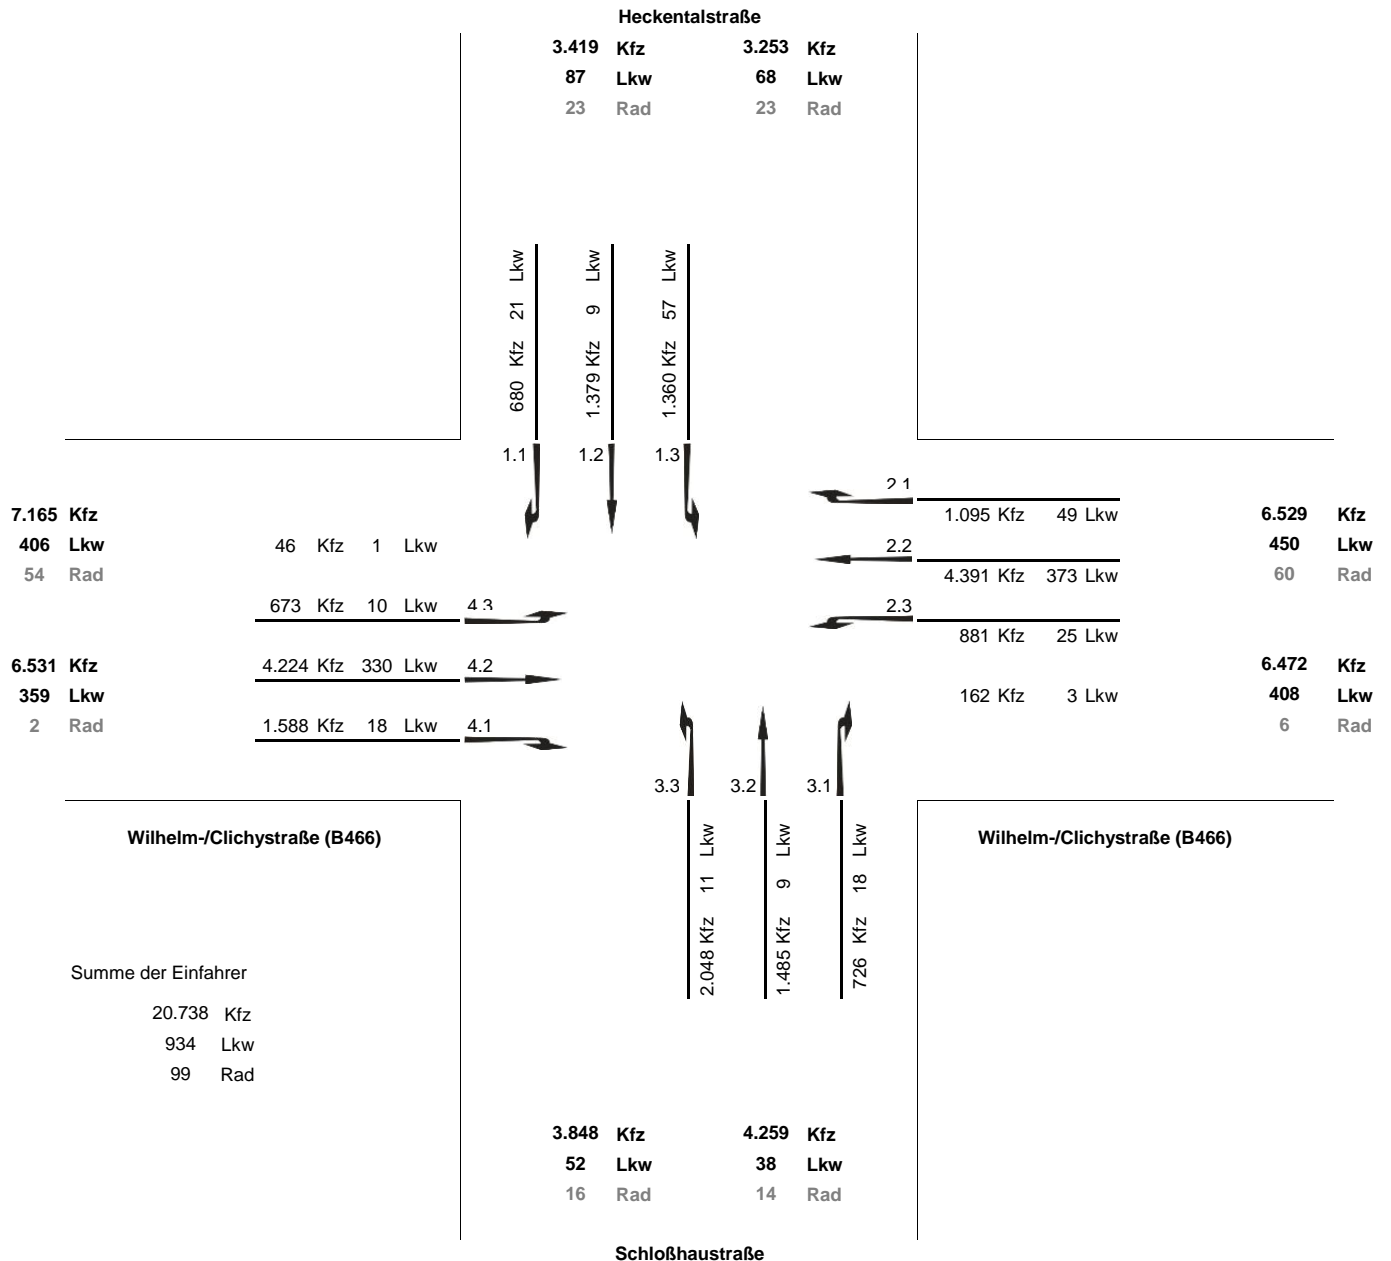 Heckentalstraße
3.419 Kfz 3.253 Kfz
87 Lkw 68 Lkw
23 Rad 23 Rad
680 Kfz 21 Lkw
1.379 Kfz 9 Lkw
1.360 Kfz 57 Lkw
1.1 1.2 1.3
7.165 Kfz
406 Lkw
54 Rad
46 Kfz 1 Lkw
673 Kfz 10 Lkw 4.3
6.531 Kfz
359 Lkw
2 Rad
4.224 Kfz 330 Lkw 4.2
1.588 Kfz 18 Lkw 4.1
2.1
1.095 Kfz 49 Lkw
2.2
4.391 Kfz 373 Lkw
2.3
881 Kfz 25 Lkw
162 Kfz 3 Lkw
6.529 Kfz
450 Lkw
60 Rad
6.472 Kfz
408 Lkw
6 Rad
3.3 3.2 3.1
2.048 Kfz 11 Lkw
1.485 Kfz 9 Lkw
726 Kfz 18 Lkw
Wilhelm-/Clichystraße (B466)
Wilhelm-/Clichystraße (B466)
Summe der Einfahrer
20.738 Kfz
934 Lkw
99 Rad
3.848 Kfz 4.259 Kfz
52 Lkw 38 Lkw
16 Rad 14 Rad
Schloßhaustraße